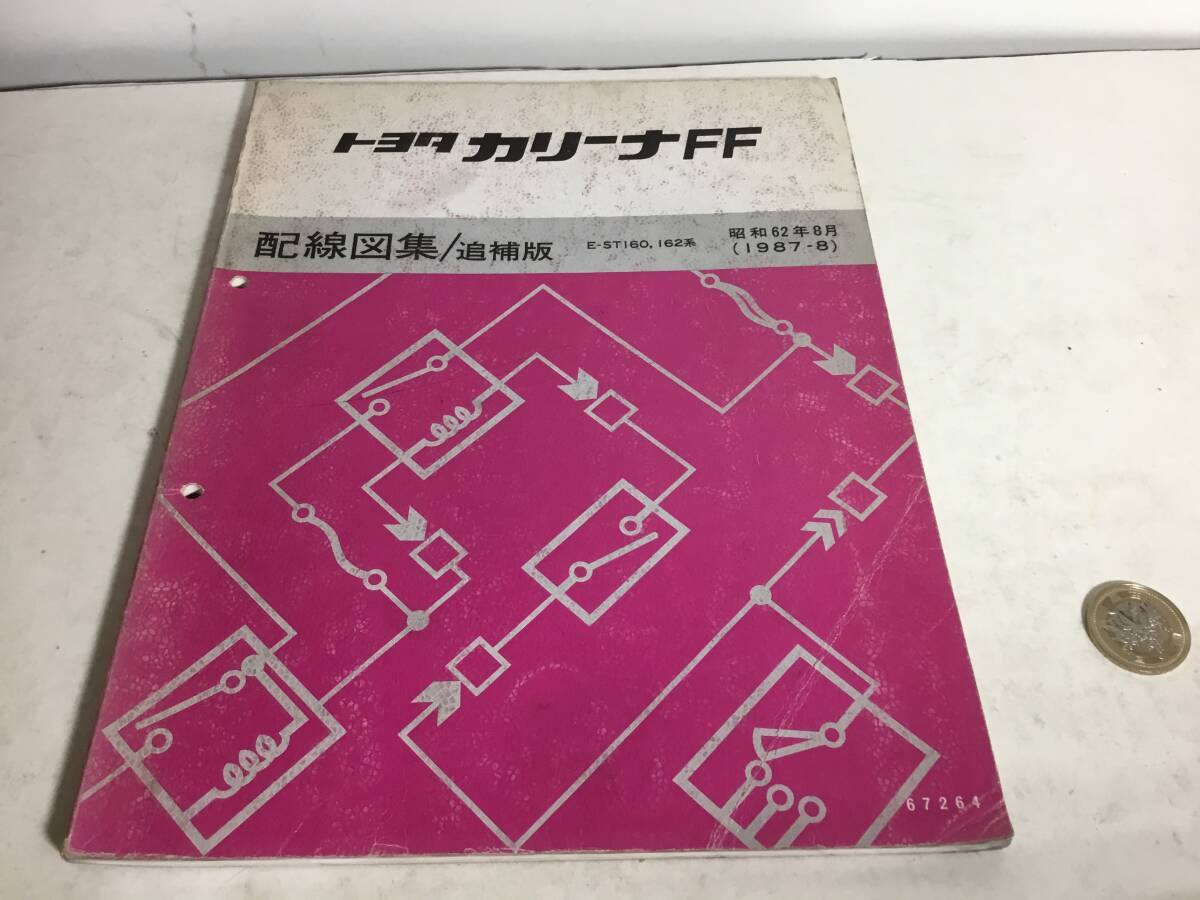 トヨタ カリーナFF
配線図集/追補版 E-ST160,162系 昭和62年8月
(1987-8)
67264